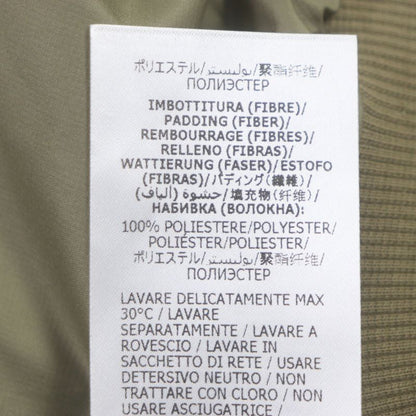 ポリエステル/بوليستر/聚酯纤维/
ПОЛИЭСТЕР
IMBOTTITURA (FIBRE)/
PADDING (FIBER)/
REMBOURRAGE (FIBRES)/
RELLENO (FIBRAS)/
WATTIERUNG (FASER)/ESTOFO
(FIBRAS)/パディング(繊維)/
حشوة (ألياف)/填充物(纤维)/
НАБИВКА (ВОЛОКНА):
100% POLIESTERE/POLYESTER/
POLIÉSTER/POLYESTER/
ポリエステル/بوليستر/聚酯纤维/
ПОЛИЭСТЕР
LAVARE DELICATAMENTE MAX
30°C / LAVARE
SEPARATAMENTE / LAVARE A
ROVESCIO / LAVARE IN
SACCHETTO DI RETE / USARE
DETERSIVO NEUTRO / NON
TRATTARE CON CLORO / NON
USARE ASCIUGATRICE